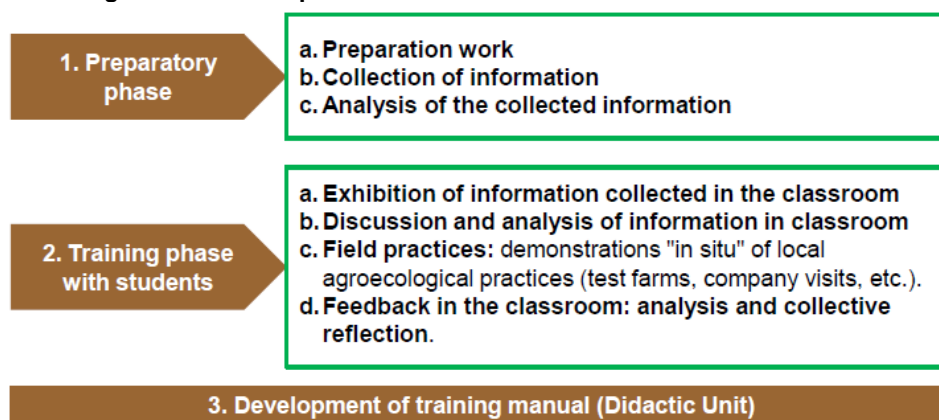 1. Preparatory
phase
a. Preparation work
b. Collection of information
c. Analysis of the collected information
2. Training phase
with students
a. Exhibition of information collected in the classroom
b. Discussion and analysis of information in classroom
c. Field practices: demonstrations "in situ" of local
agroecological practices (test farms, company visits, etc.).
d. Feedback in the classroom: analysis and collective
reflection.
3. Development of training manual (Didactic Unit)